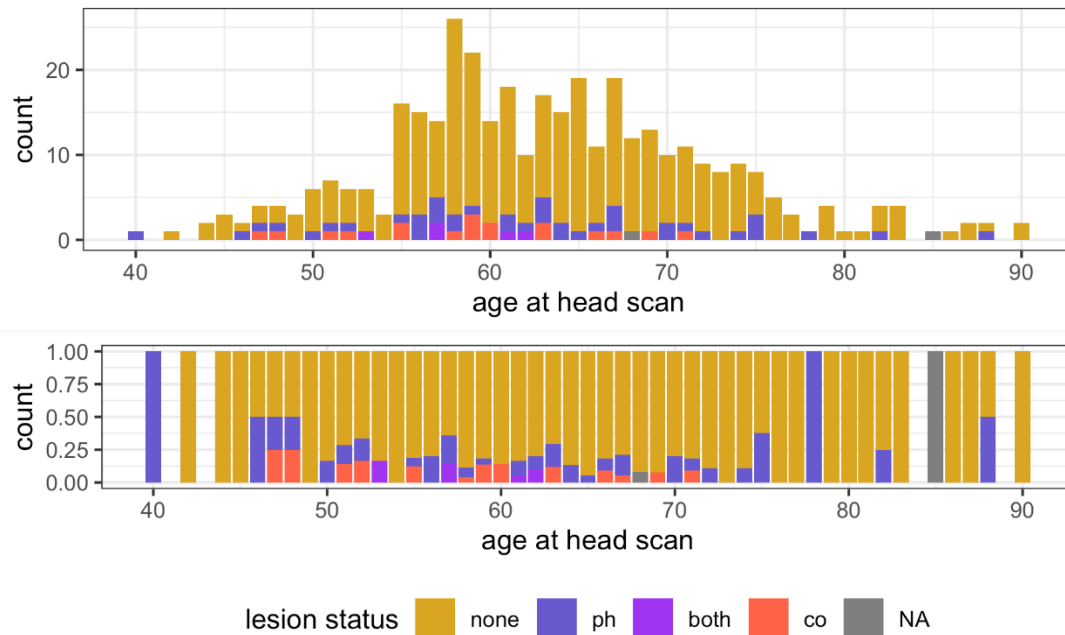 20
10
0
count
40 50 60 70 80 90
age at head scan
1.00
0.75
0.50
0.25
0.00
count
40 50 60 70 80 90
age at head scan
lesion status none ph both co NA